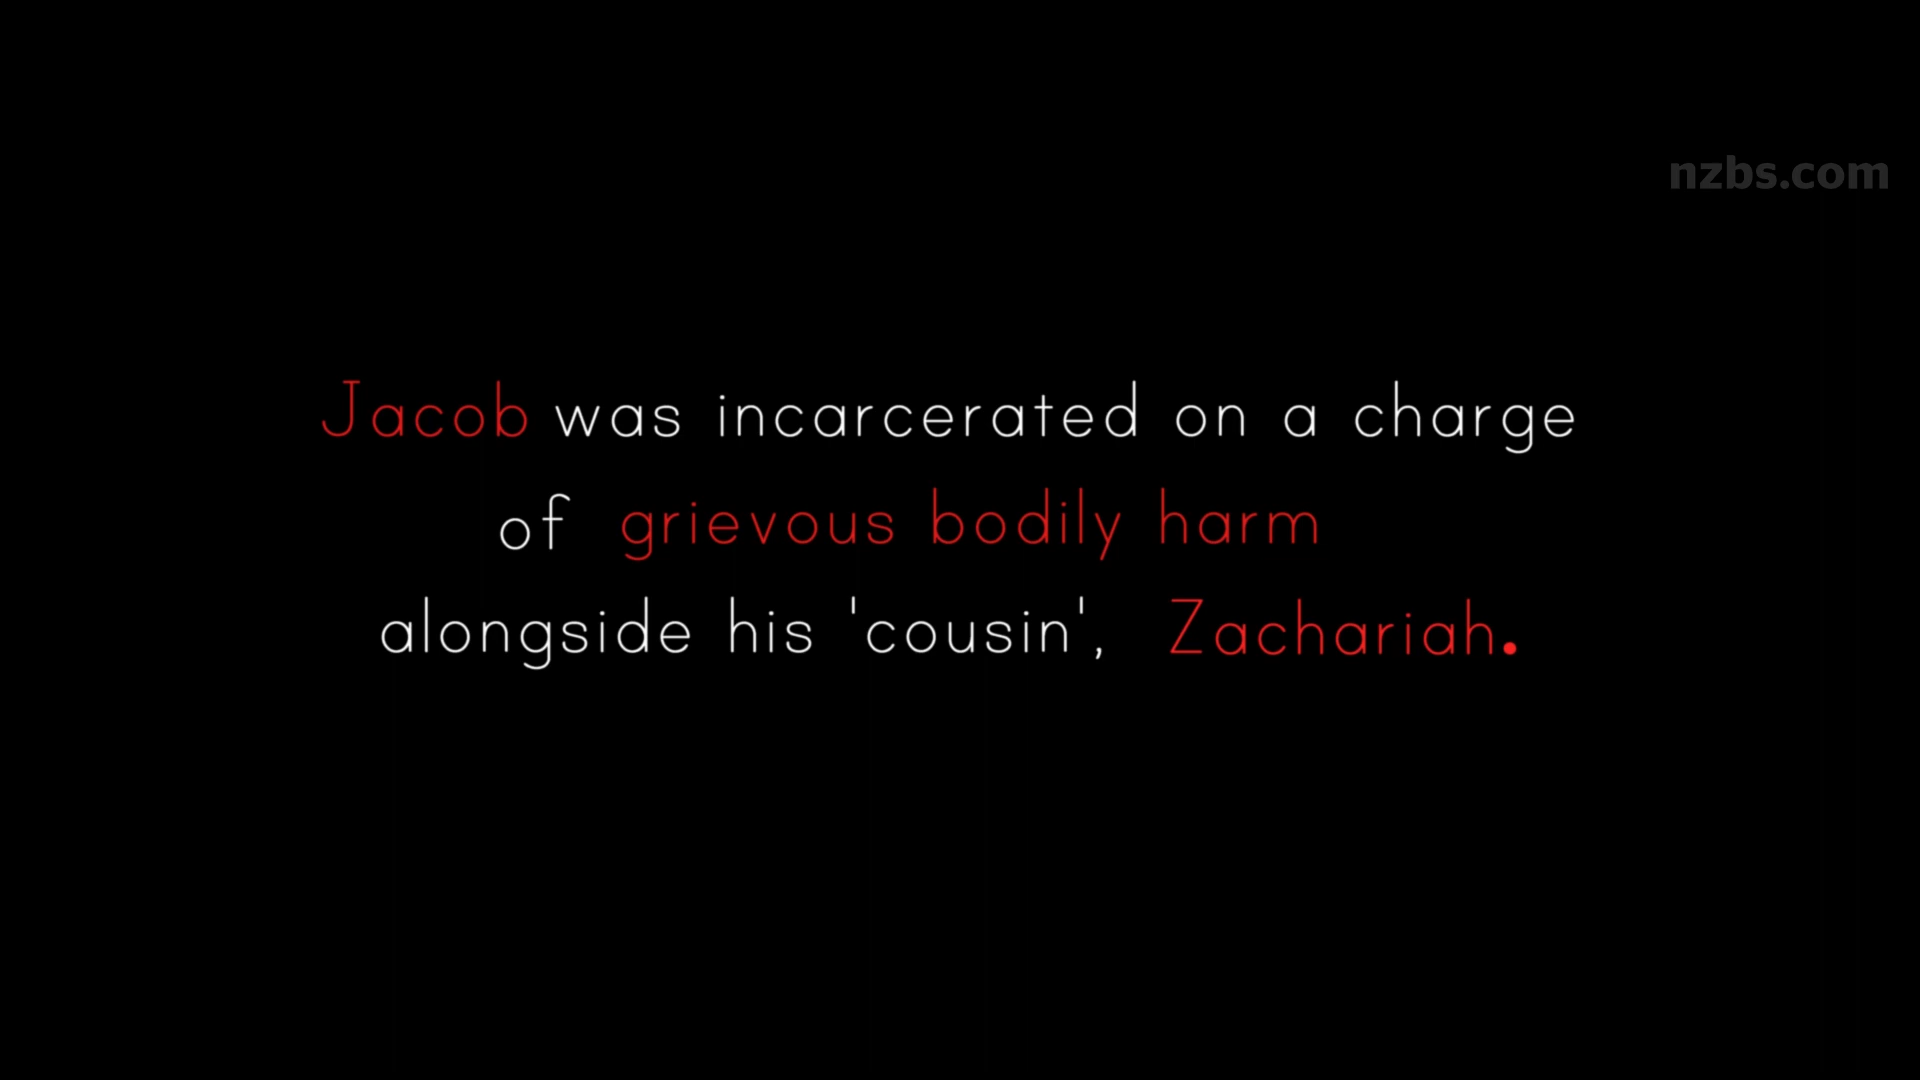 nzbs.com
Jacob was incarcerated on a charge
of grievous bodily harm
alongside his 'cousin', Zachariah.